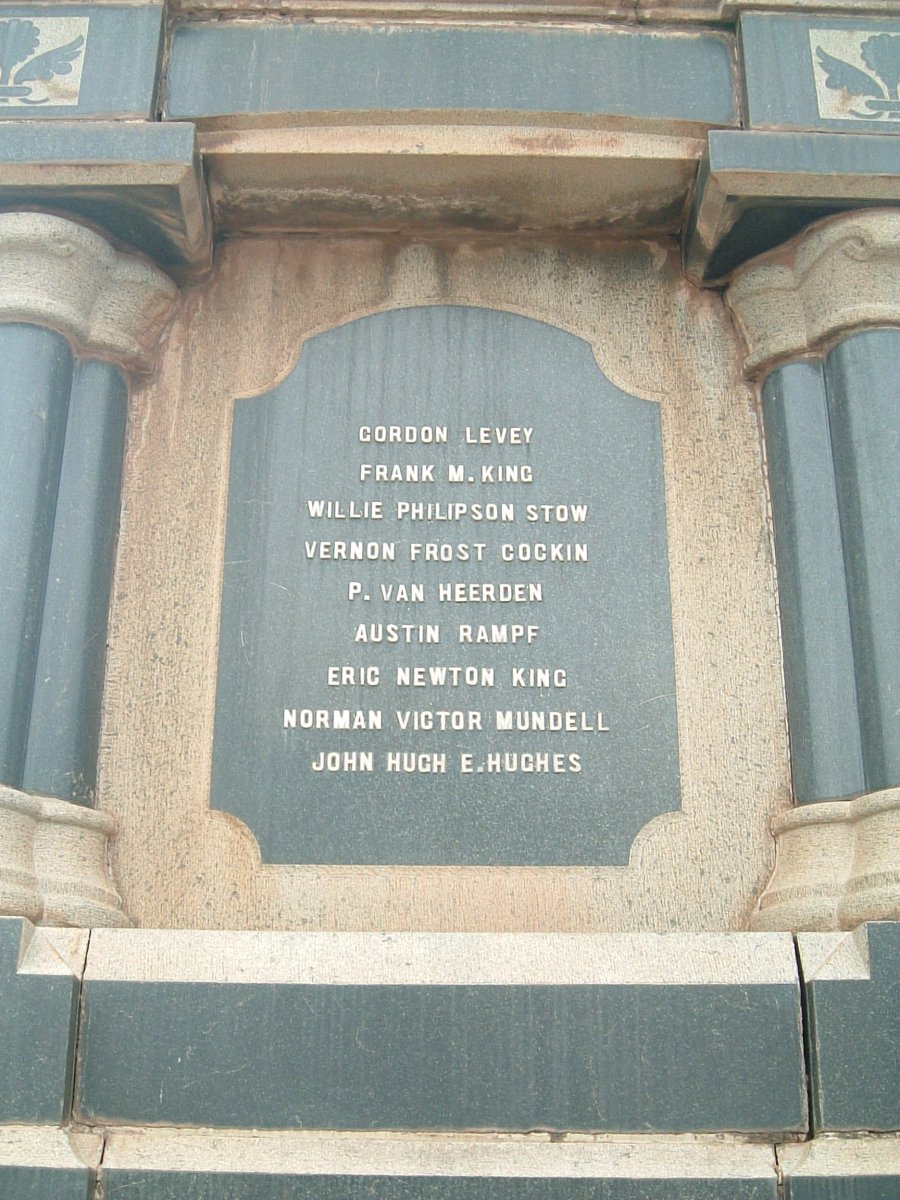 GORDON LEVEY
FRANK M. KING
WILLIE PHILIPSON STOW
VERNON FROST COCKIN
P. VAN HEERDEN
AUSTIN RAMPF
ERIC NEWTON KING
NORMAN VICTOR MUNDELL
JOHN HUGH E. HUGHES